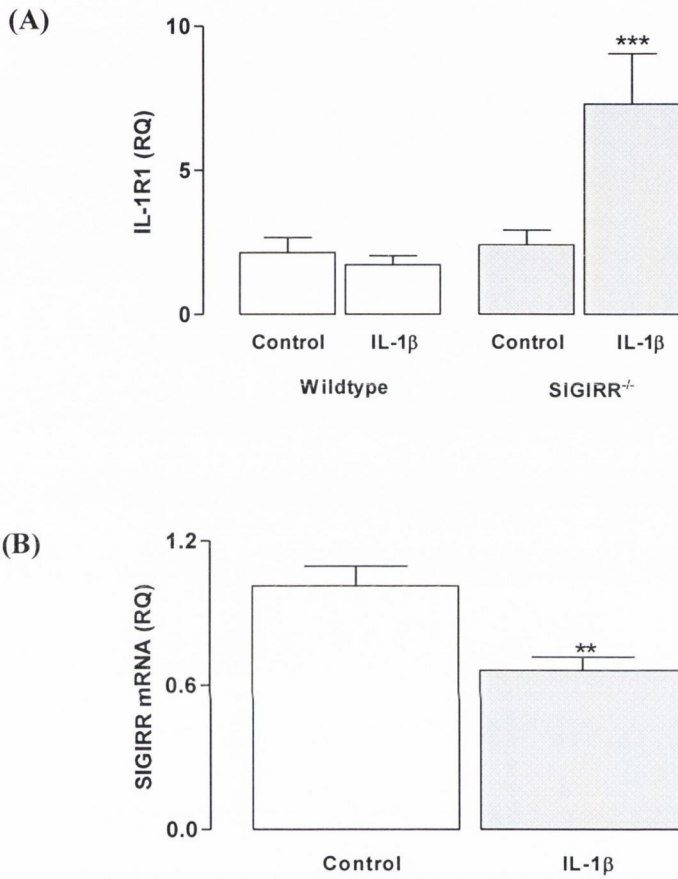 (A)
10
5
0
IL-1R1 (RQ)
***
Control IL-1β Control IL-1β
Wildtype SIGIRR-/-
(B)
1.2
0.6
0.0
SIGIRR mRNA (RQ)
**
Control IL-1β